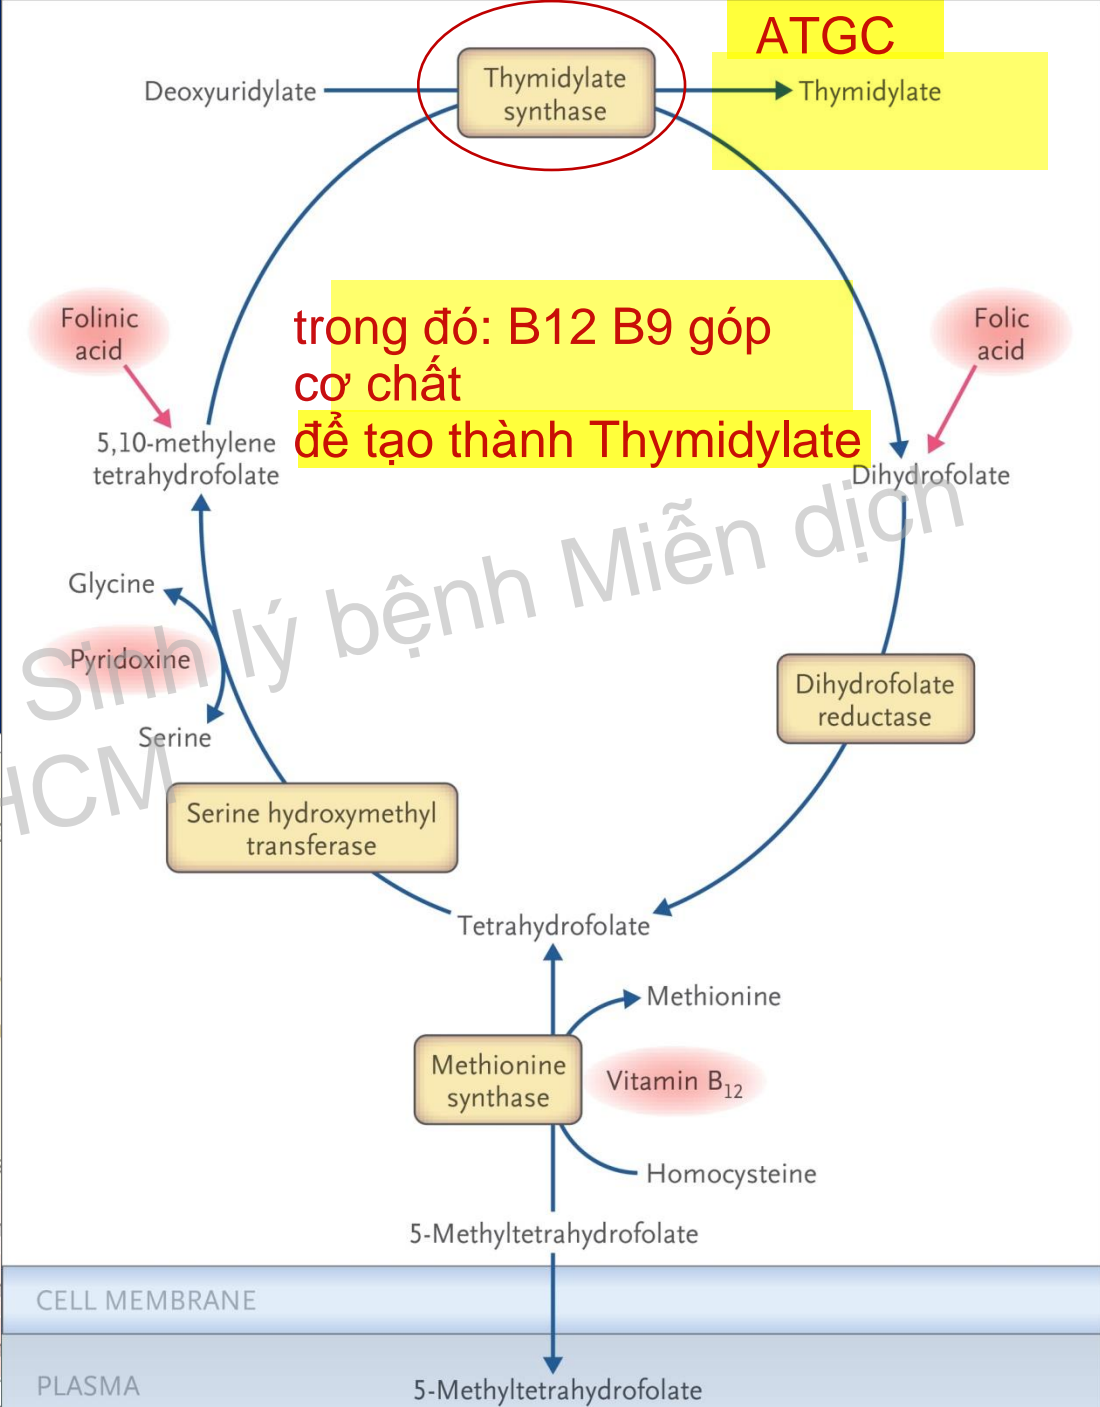 ATGC
Deoxyuridylate
Thymidylate
synthase
Thymidylate
Folinic
acid
trong đó: B12 B9 góp
cơ chất
để tạo thành Thymidylate
Folic
acid
5,10-methylene
tetrahydrofolate
Dihydrofolate
Sinh lý bệnh Miễn dịch
HCM
Glycine
Pyridoxine
Serine
Dihydrofolate
reductase
Serine hydroxymethyl
transferase
Tetrahydrofolate
Methionine
Methionine
synthase
Vitamin B12
Homocysteine
5-Methyltetrahydrofolate
CELL MEMBRANE
PLASMA
5-Methyltetrahydrofolate